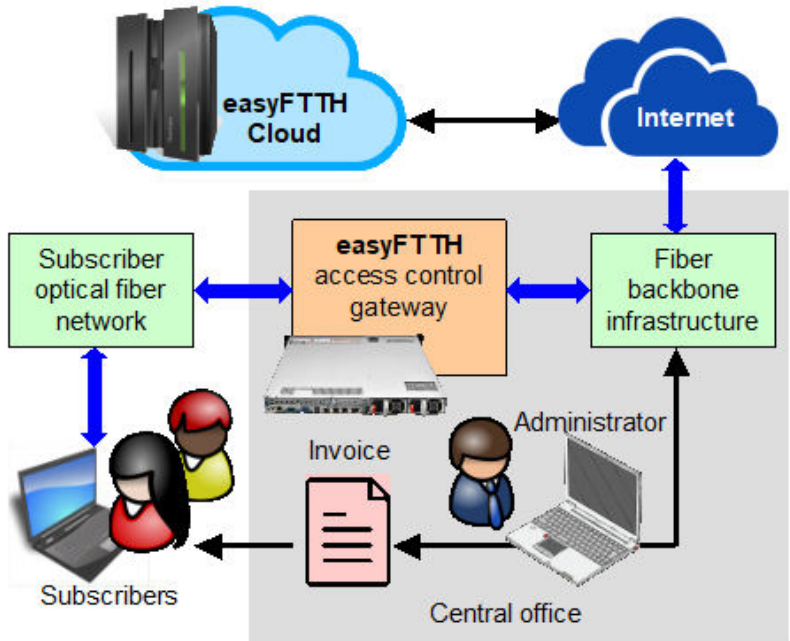 easyFTTH
Cloud
Internet
Subscriber
optical fiber
network
easyFTTH
access control
gateway
Fiber
backbone
infrastructure
Administrator
Invoice
Subscribers
Central office